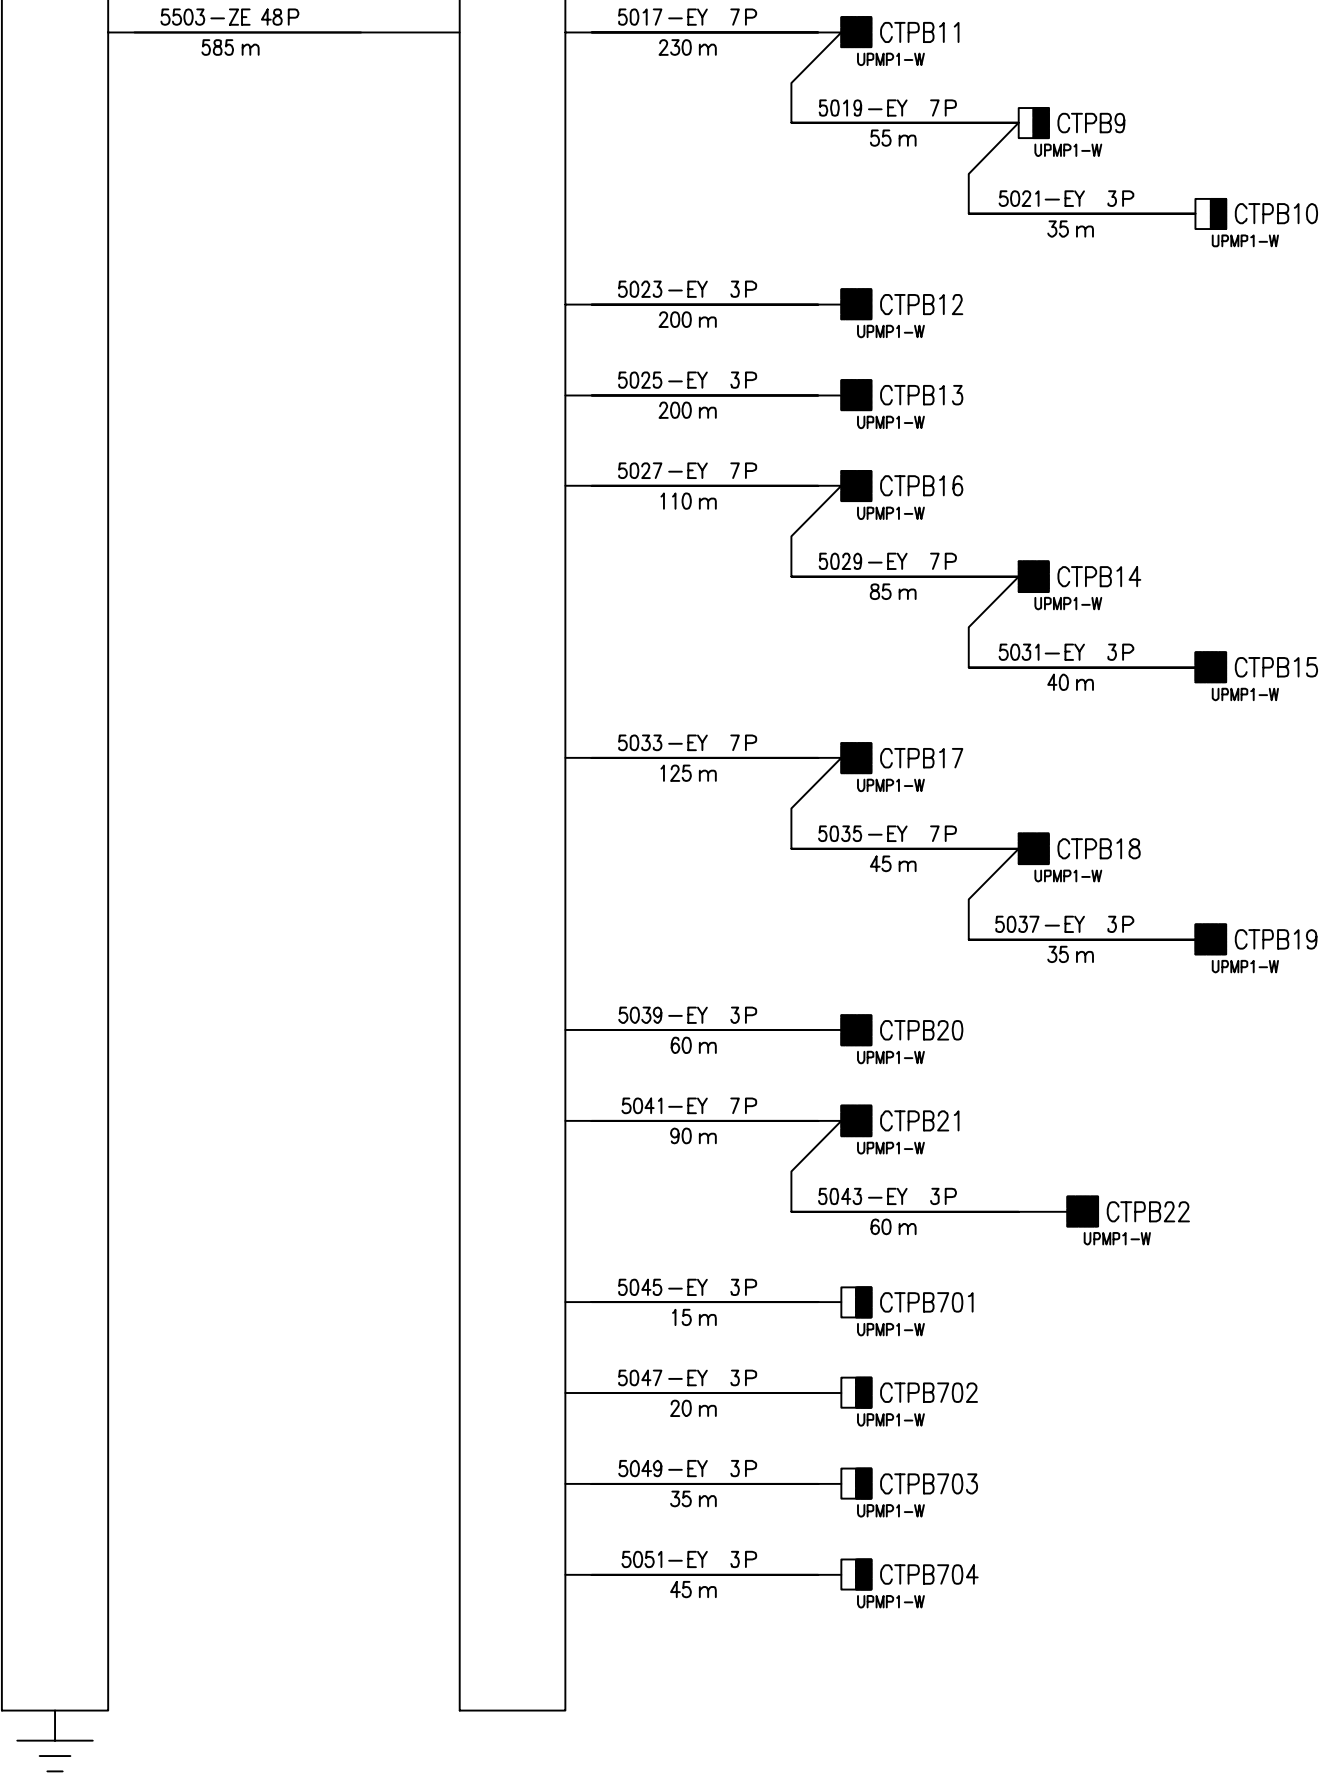 5503-ZE 48P
585 m
5017-EY 7P
230 m
CTPB11
UPMP1-W
5019-EY 7P
55 m
CTPB9
UPMP1-W
5021-EY 3P
35 m
CTPB10
UPMP1-W
5023-EY 3P
200 m
CTPB12
UPMP1-W
5025-EY 3P
200 m
CTPB13
UPMP1-W
5027-EY 7P
110 m
CTPB16
UPMP1-W
5029-EY 7P
85 m
CTPB14
UPMP1-W
5031-EY 3P
40 m
CTPB15
UPMP1-W
5033-EY 7P
125 m
CTPB17
UPMP1-W
5035-EY 7P
45 m
CTPB18
UPMP1-W
5037-EY 3P
35 m
CTPB19
UPMP1-W
5039-EY 3P
60 m
CTPB20
UPMP1-W
5041-EY 7P
90 m
CTPB21
UPMP1-W
5043-EY 3P
60 m
CTPB22
UPMP1-W
5045-EY 3P
15 m
CTPB701
UPMP1-W
5047-EY 3P
20 m
CTPB702
UPMP1-W
5049-EY 3P
35 m
CTPB703
UPMP1-W
5051-EY 3P
45 m
CTPB704
UPMP1-W